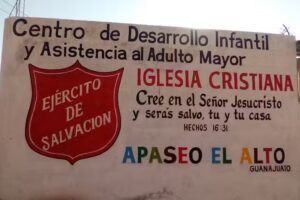 Centro de Desarrollo Infantil
y Asistencia al Adulto Mayor
EJÉRCITO
DE
SALVACION
IGLESIA CRISTIANA
Cree en el Señor Jesucristo
y serás salvo, tu y tu casa
HECHOS 16:31
APASEO EL ALTO
GUANAJUATO